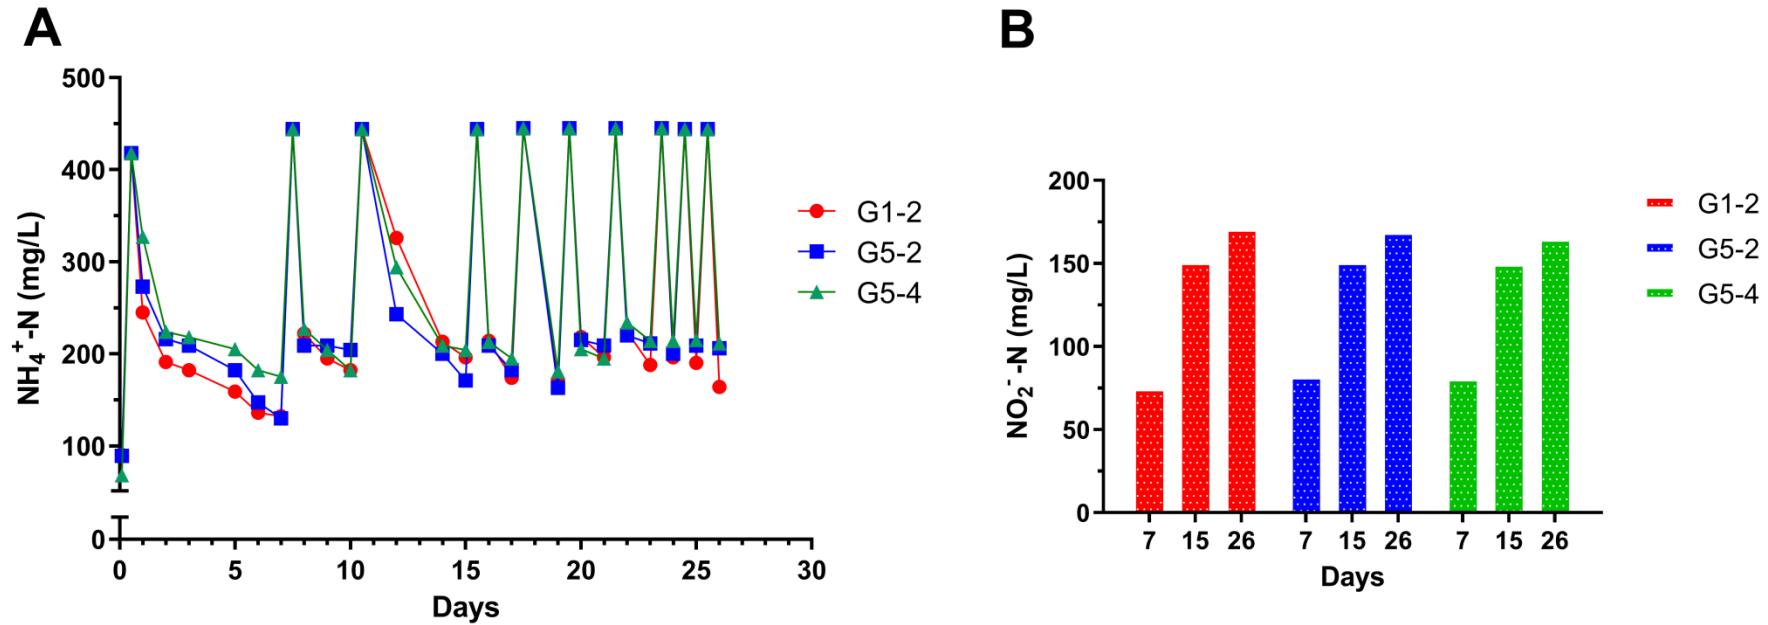 A
NH₄⁺-N (mg/L)
500
400
300
200
100
0
0 5 10 15 20 25 30
Days
G1-2
G5-2
G5-4
B
NO₂⁻-N (mg/L)
200
150
100
50
0
7 15 26 7 15 26 7 15 26
Days
G1-2
G5-2
G5-4